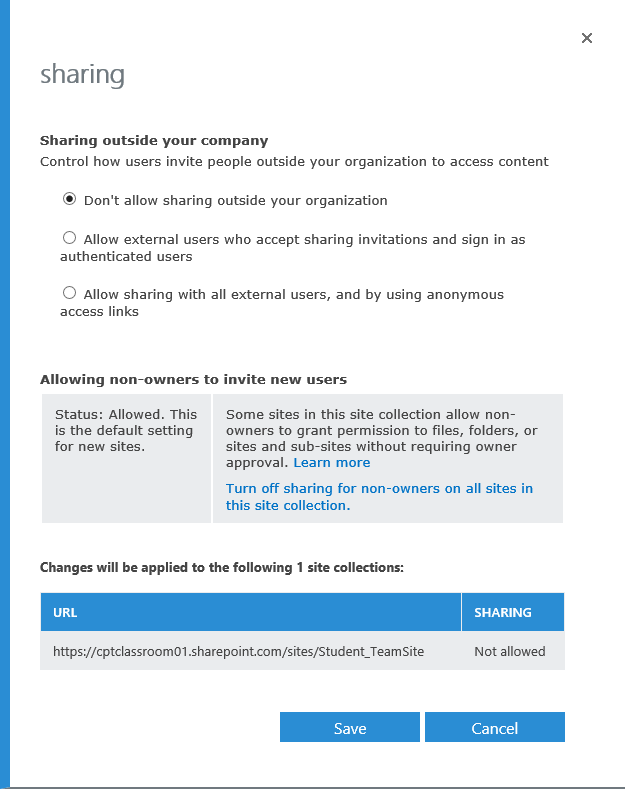 sharing
Sharing outside your company
Control how users invite people outside your organization to access content
Don't allow sharing outside your organization
Allow external users who accept sharing invitations and sign in as
authenticated users
Allow sharing with all external users, and by using anonymous
access links
Allowing non-owners to invite new users
Status: Allowed. This
is the default setting
for new sites.
Some sites in this site collection allow non-
owners to grant permission to files, folders, or
sites and sub-sites without requiring owner
approval. Learn more
Turn off sharing for non-owners on all sites in
this site collection.
Changes will be applied to the following 1 site collections:
URL SHARING
https://cptclassroom01.sharepoint.com/sites/Student_TeamSite Not allowed
Save Cancel